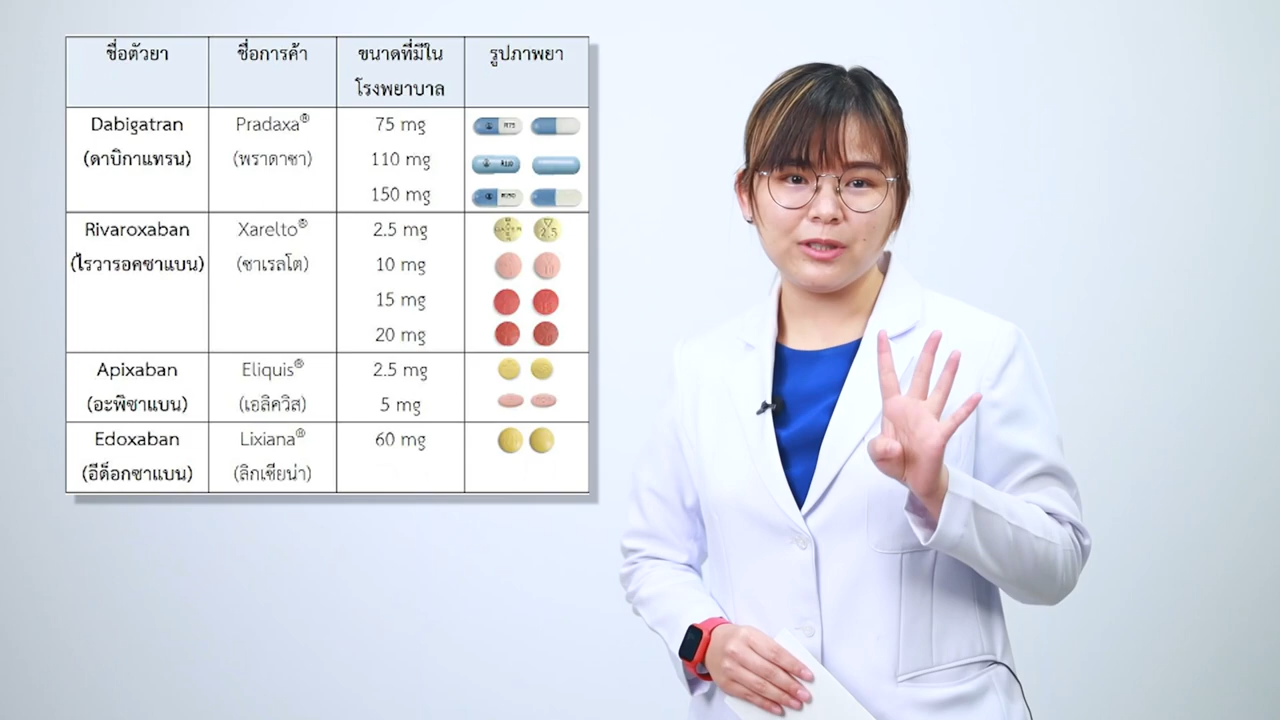 ชื่อตัวยา ชื่อการค้า ขนาดที่มีใน รูปภาพยา
โรงพยาบาล
Dabigatran Pradaxa® 75 mg
(ดาบิกาแทรน) (พราดาซา) 110 mg
150 mg
Rivaroxaban Xarelto® 2.5 mg
(ไรวารอคซาแบน) (ซาเรลโต) 10 mg
15 mg
20 mg
Apixaban Eliquis® 2.5 mg
(อะพิซาแบน) (เอลิควิส) 5 mg
Edoxaban Lixiana® 60 mg
(อีด็อกซาแบน) (ลิกเซียน่า)